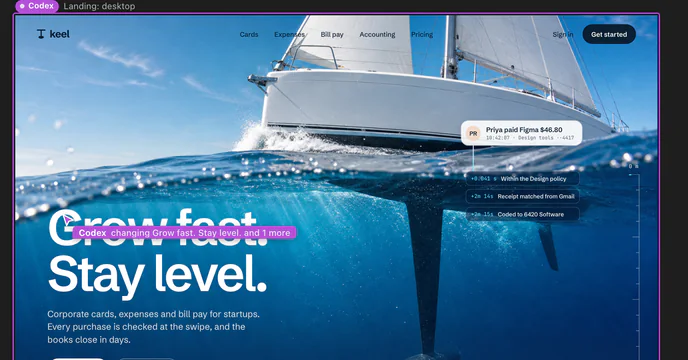 Codex Landing: desktop
keel
Cards Expenses Bill pay Accounting Pricing
Sign in Get started
PR
Priya paid Figma $46.80
18:42:07 · Design tools ··4417
+0.041 s Within the Design policy
+2m 14s Receipt matched from Gmail
+2m 15s Coded to 6420 Software
Grow fast.
Codex changing Grow fast. Stay level. and 1 more
Stay level.
Corporate cards, expenses and bill pay for startups.
Every purchase is checked at the swipe, and the
books close in days.